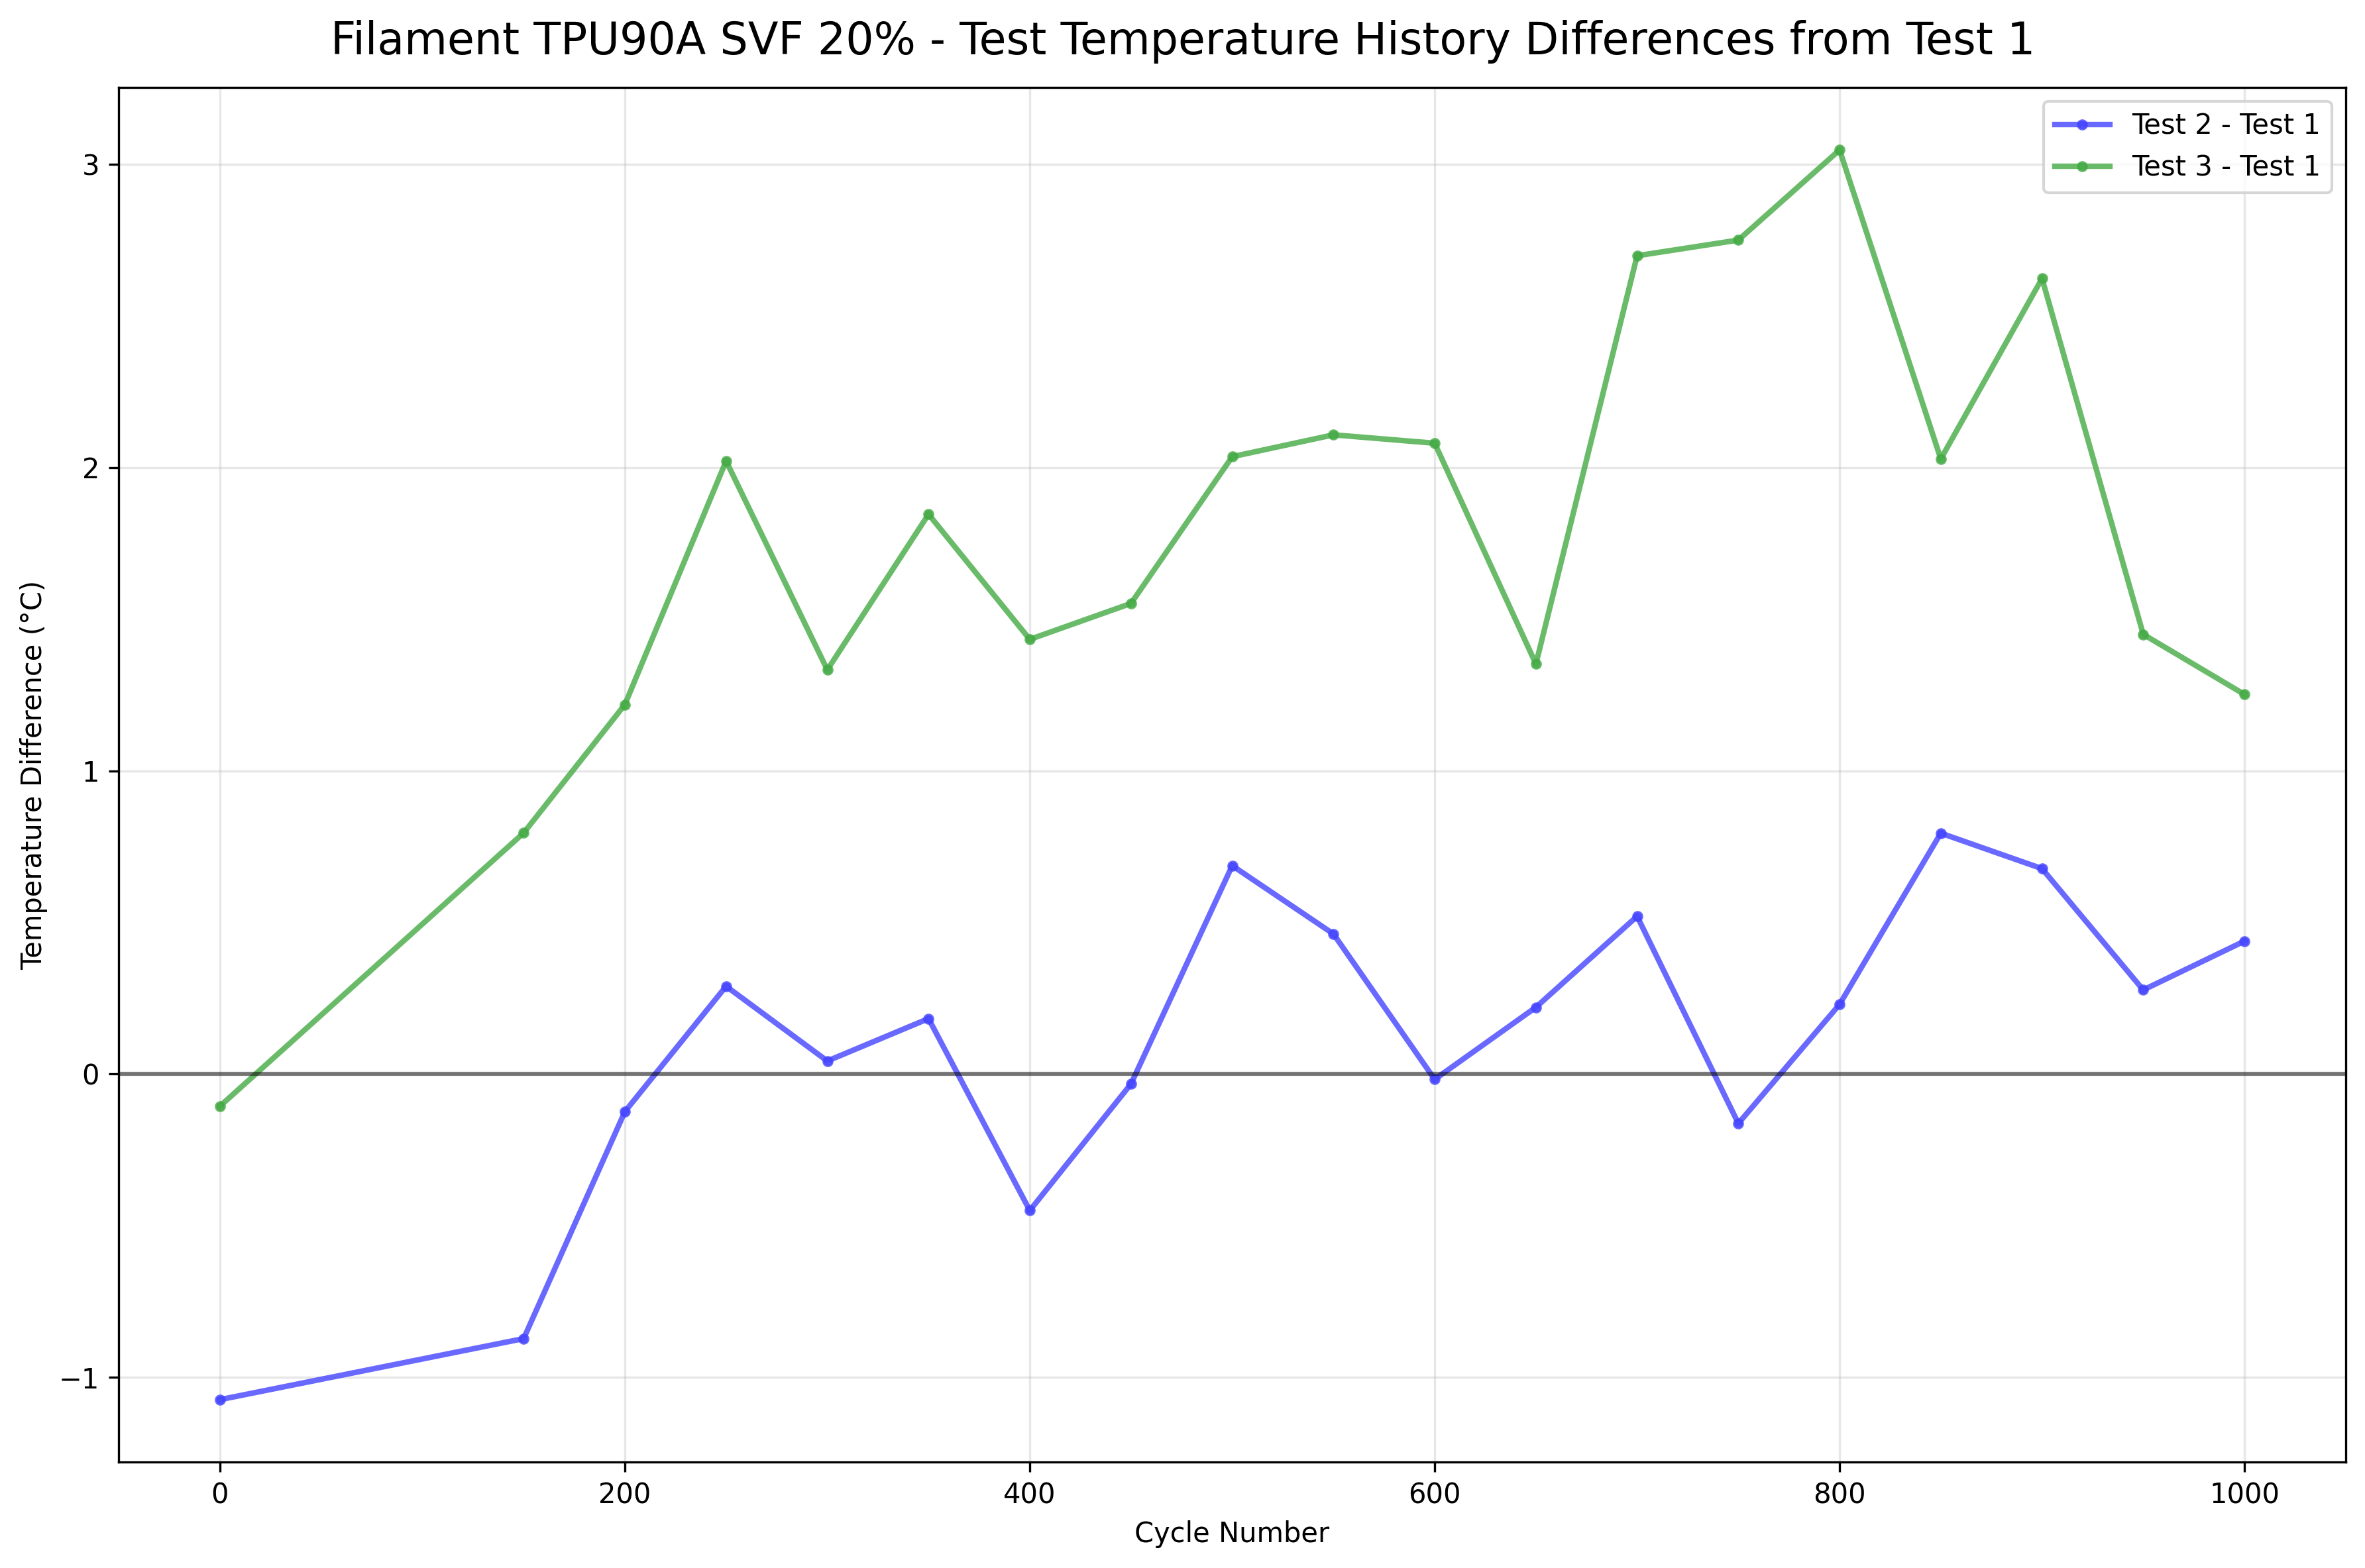 Filament TPU90A SVF 20% - Test Temperature History Differences from Test 1
Test 2 - Test 1
Test 3 - Test 1
Temperature Difference (°C)
3
2
1
0
−1
0
200
400
600
800
1000
Cycle Number